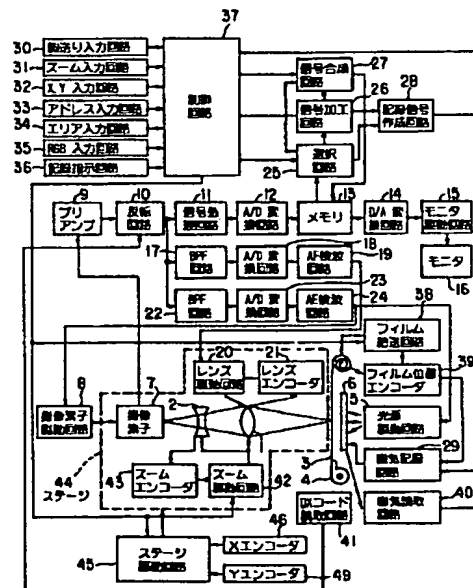 37
30
31 ズーム入力回路
32 X,Y 入力回路
33 アドレス入力回路
34 エリア入力回路
35 RGB 入力回路
36 記録指示回路
制御
回路
27
信号合成
回路
26
信号加工
回路
28
記録信号
作成回路
25
選択
回路
9
プリ
アンプ
10
反転
回路
11
信号処理
回路
12
A/D 変
換回路
13
メモリ
14
D/A 変
換回路
15
モニタ
駆動回路
16
モニタ
17
BPF
回路
18
A/D 変
換回路
19
AF検波
回路
22
BPF
回路
23
A/D 変
換回路
24
AE検波
回路
38
フィルム
給送回路
39
フィルム位置
エンコーダ
20
レンズ
駆動回路
21
レンズエ
ンコーダ
8
撮像素子
駆動回路
7
撮像
素子
2
6
5
光源
駆動回路
3
4
29
磁気記録
回路
44
ステージ
43
ズーム
エンコーダ
42
ズーム
駆動回路
40
磁気読取
回路
41
DXコード
読取回路
45
ステージ
駆動回路
46
Xエンコーダ
49
Yエンコーダ